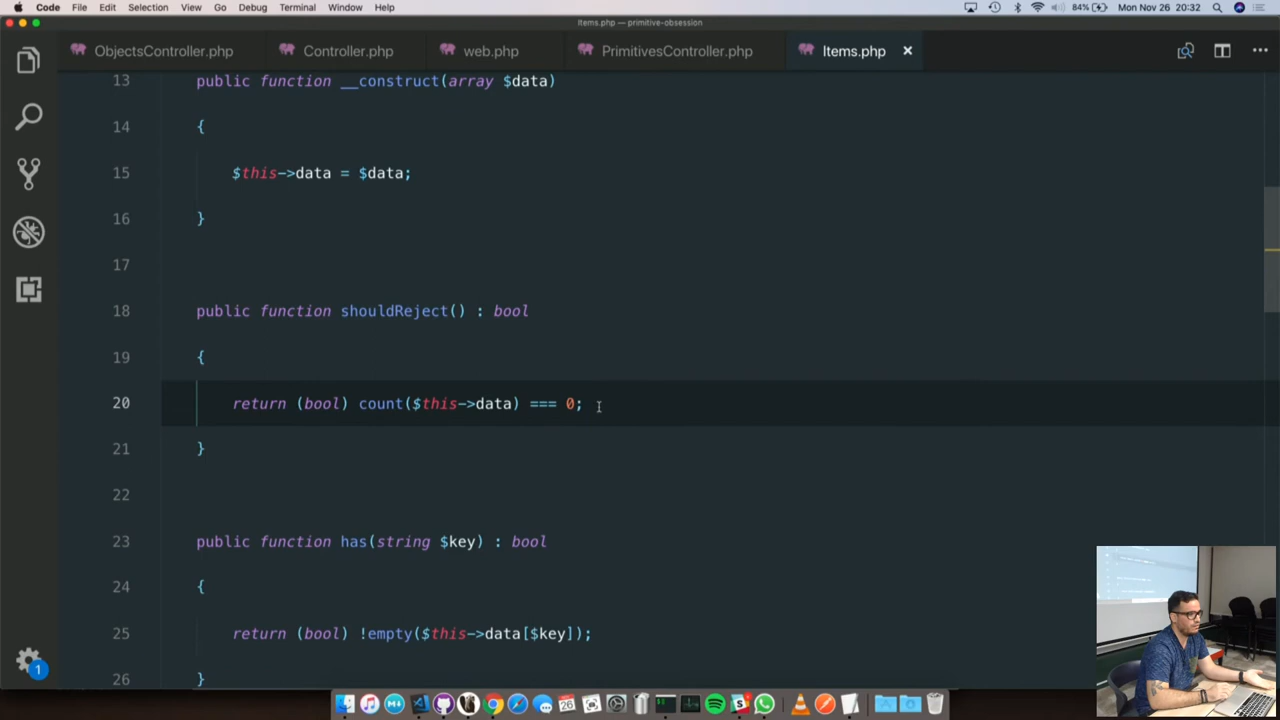 Code File Edit Selection View Go Debug Terminal Window Help 84% Mon Nov 26 20:32
Items.php — primitive-obsession
ObjectsController.php Controller.php web.php PrimitivesController.php Items.php
13 public function __construct(array $data)
14 {
15 $this->data = $data;
16 }
17
18 public function shouldReject() : bool
19 {
20 return (bool) count($this->data) === 0;
21 }
22
23 public function has(string $key) : bool
24 {
25 return (bool) !empty($this->data[$key]);
26 }
1